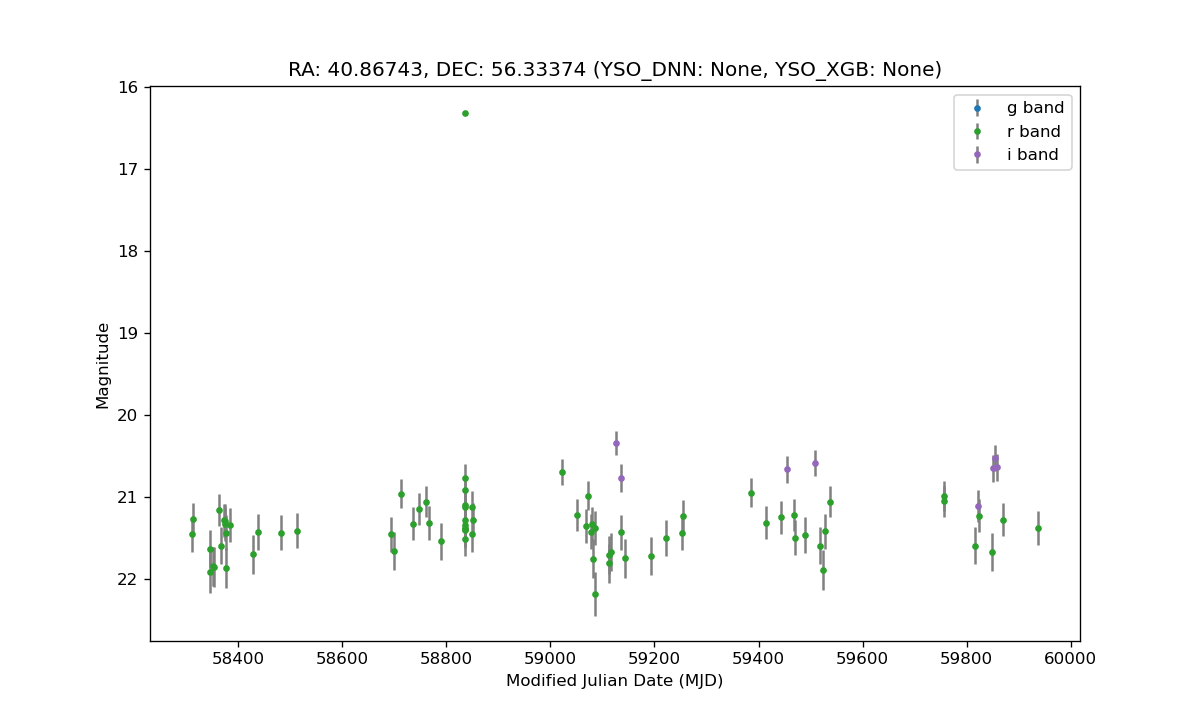 RA: 40.86743, DEC: 56.33374 (YSO_DNN: None, YSO_XGB: None)
g band
r band
i band
Magnitude
16
17
18
19
20
21
22
58400 58600 58800 59000 59200 59400 59600 59800 60000
Modified Julian Date (MJD)